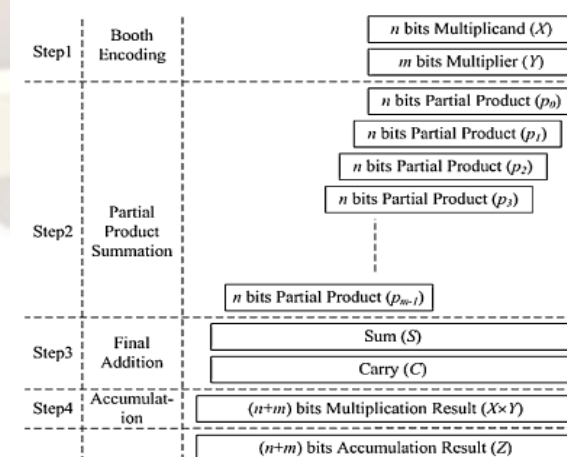 Step1
Booth
Encoding
n bits Multiplicand (X)
m bits Multiplier (Y)
Step2
Partial
Product
Summation
n bits Partial Product (p₀)
n bits Partial Product (p₁)
n bits Partial Product (p₂)
n bits Partial Product (p₃)
n bits Partial Product (pₘ₋₁)
Step3
Final
Addition
Sum (S)
Carry (C)
Step4
Accumulat-
ion
(n+m) bits Multiplication Result (X×Y)
(n+m) bits Accumulation Result (Z)